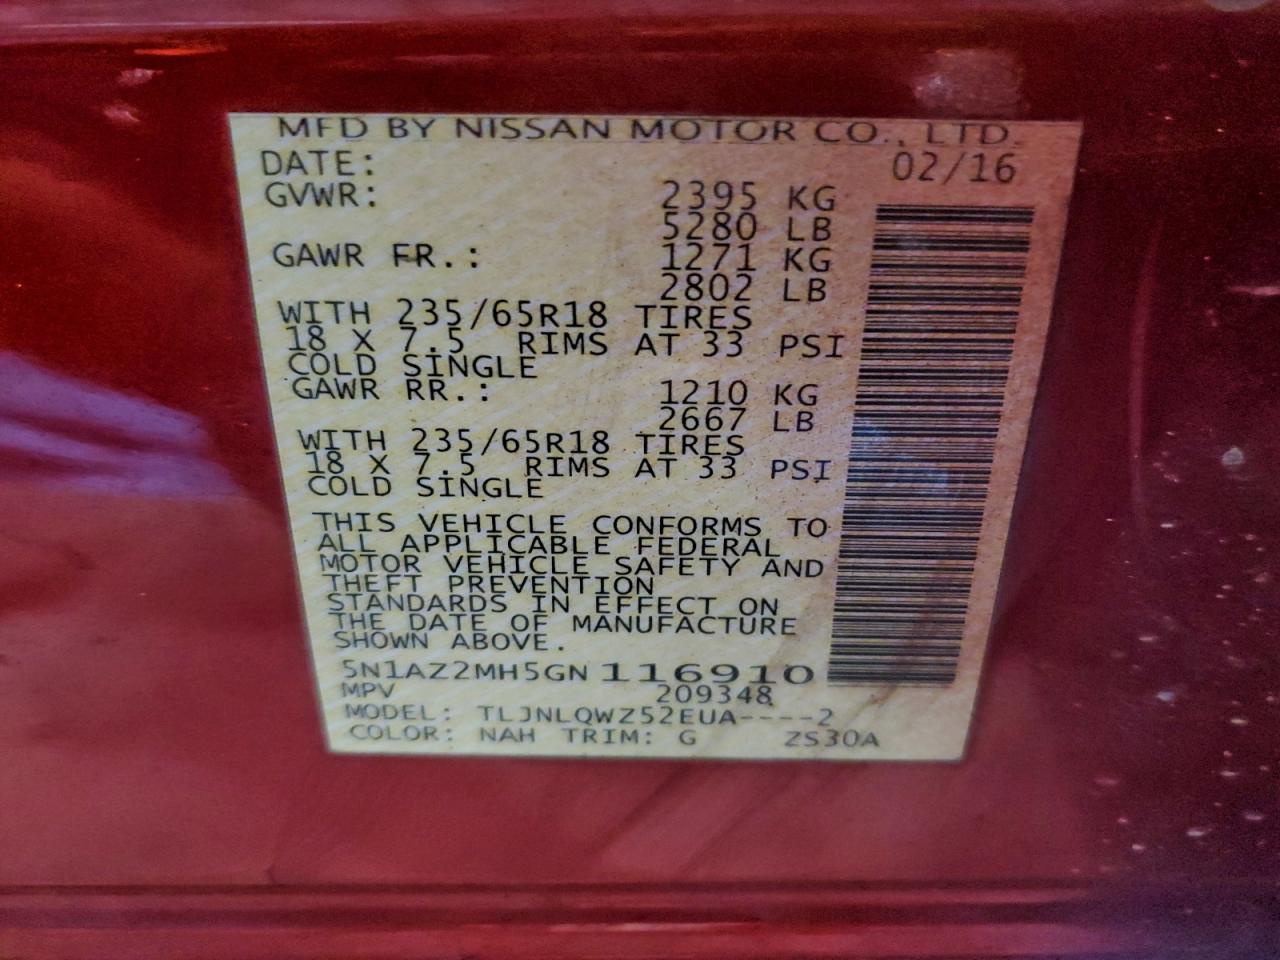 MFD BY NISSAN MOTOR CO., LTD.
DATE: 02/16
GVWR: 2395 KG
5280 LB
GAWR FR.: 1271 KG
2802 LB
WITH 235/65R18 TIRES
18 X 7.5 RIMS AT 33 PSI
COLD SINGLE
GAWR RR.: 1210 KG
2667 LB
WITH 235/65R18 TIRES
18 X 7.5 RIMS AT 33 PSI
COLD SINGLE
THIS VEHICLE CONFORMS TO
ALL APPLICABLE FEDERAL
MOTOR VEHICLE SAFETY AND
THEFT PREVENTION
STANDARDS IN EFFECT ON
THE DATE OF MANUFACTURE
SHOWN ABOVE.
5N1AZ2MH5GN116910
MPV 209348
MODEL: TLJNLQWZ52EUA----2
COLOR: NAH TRIM: G ZS30A